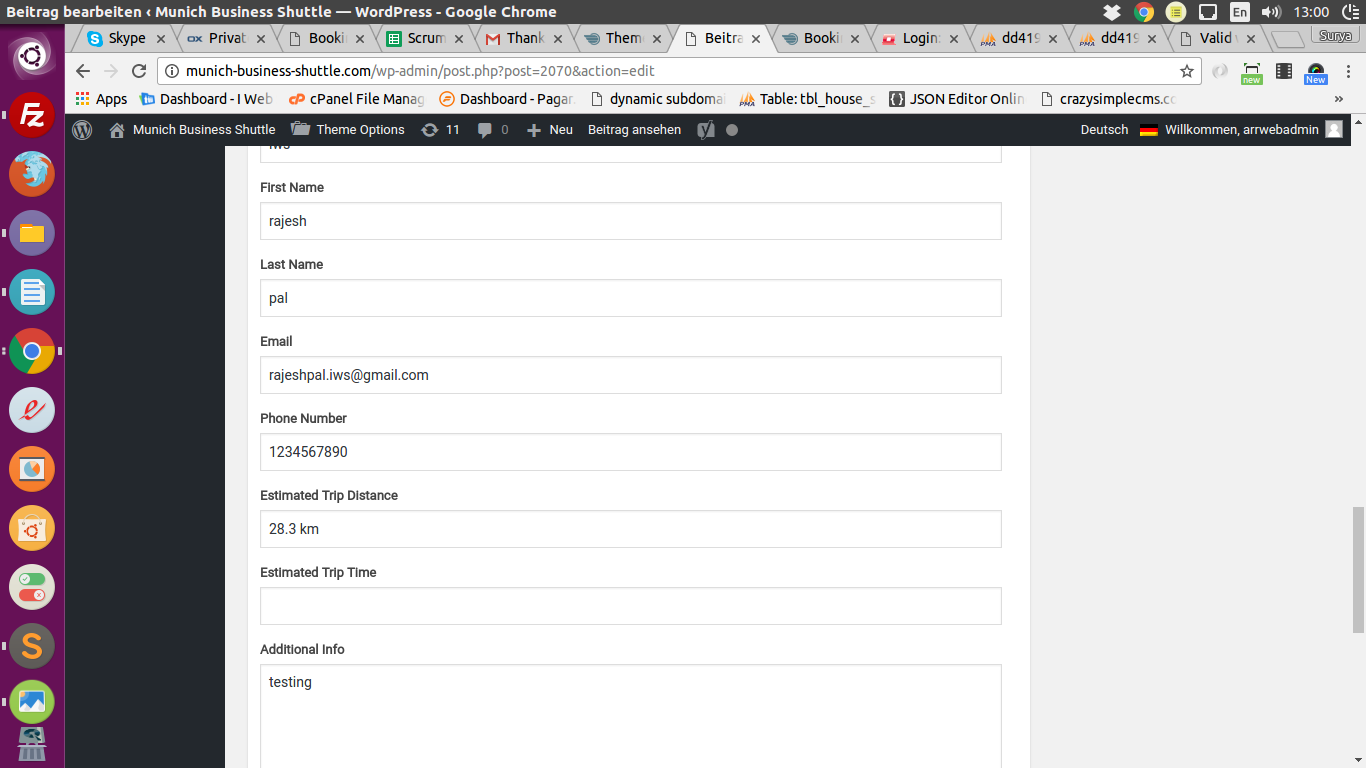 Beitrag bearbeiten ‹ Munich Business Shuttle — WordPress - Google Chrome
En
13:00
Surya
Skype
Privat
Bookin
Scrum
Thank
Them
Beitra
Bookin
Login:
dd419
dd419
Valid
munich-business-shuttle.com/wp-admin/post.php?post=2070&action=edit
new
New
Apps
Dashboard - I Web
cPanel File Manag
Dashboard - Pagar
dynamic subdomai
Table: tbl_house_s
JSON Editor Onlin
crazysimplecms.cc
»
Munich Business Shuttle
Theme Options
11
0
Neu
Beitrag ansehen
Deutsch
Willkommen, arrwebadmin
iws
First Name
rajesh
Last Name
pal
Email
rajeshpal.iws@gmail.com
Phone Number
1234567890
Estimated Trip Distance
28.3 km
Estimated Trip Time
Additional Info
testing